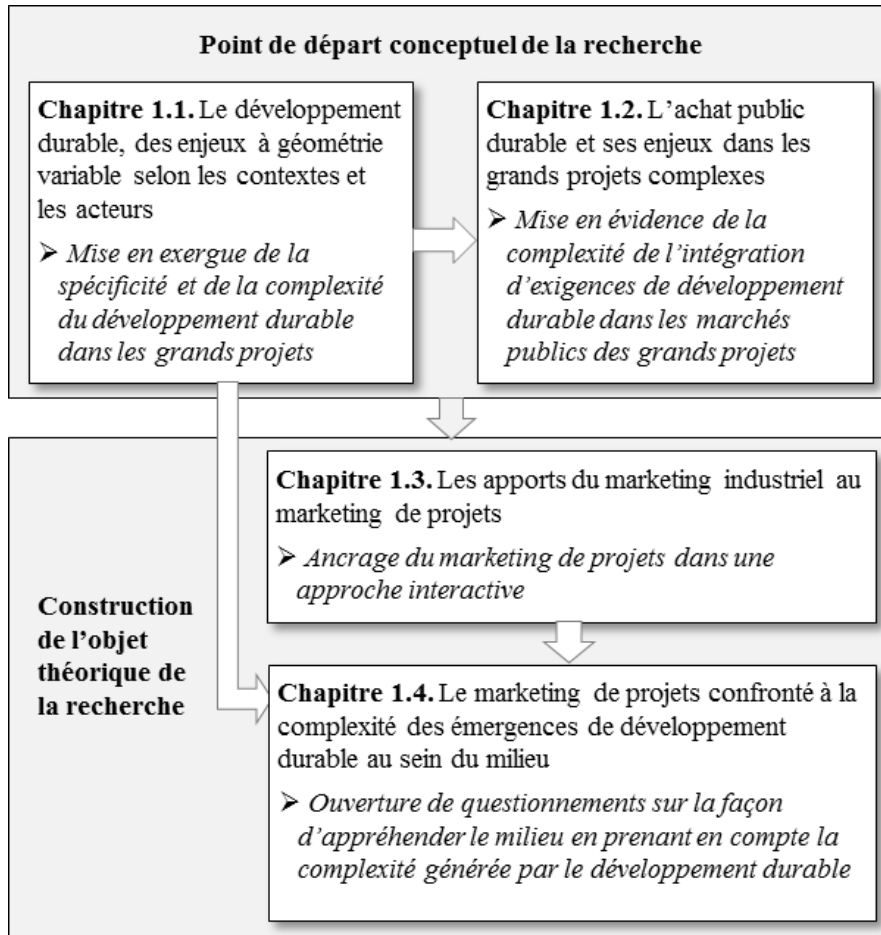 Point de départ conceptuel de la recherche
Chapitre 1.1. Le développement
durable, des enjeux à géométrie
variable selon les contextes et
les acteurs
➢ Mise en exergue de la
spécificité et de la complexité
du développement durable
dans les grands projets
Chapitre 1.2. L'achat public
durable et ses enjeux dans les
grands projets complexes
➢ Mise en évidence de la
complexité de l'intégration
d'exigences de développement
durable dans les marchés
publics des grands projets
Construction
de l'objet
théorique de
la recherche
Chapitre 1.3. Les apports du marketing industriel au
marketing de projets
➢ Ancrage du marketing de projets dans une
approche interactive
Chapitre 1.4. Le marketing de projets confronté à la
complexité des émergences de développement
durable au sein du milieu
➢ Ouverture de questionnements sur la façon
d'appréhender le milieu en prenant en compte la
complexité générée par le développement durable